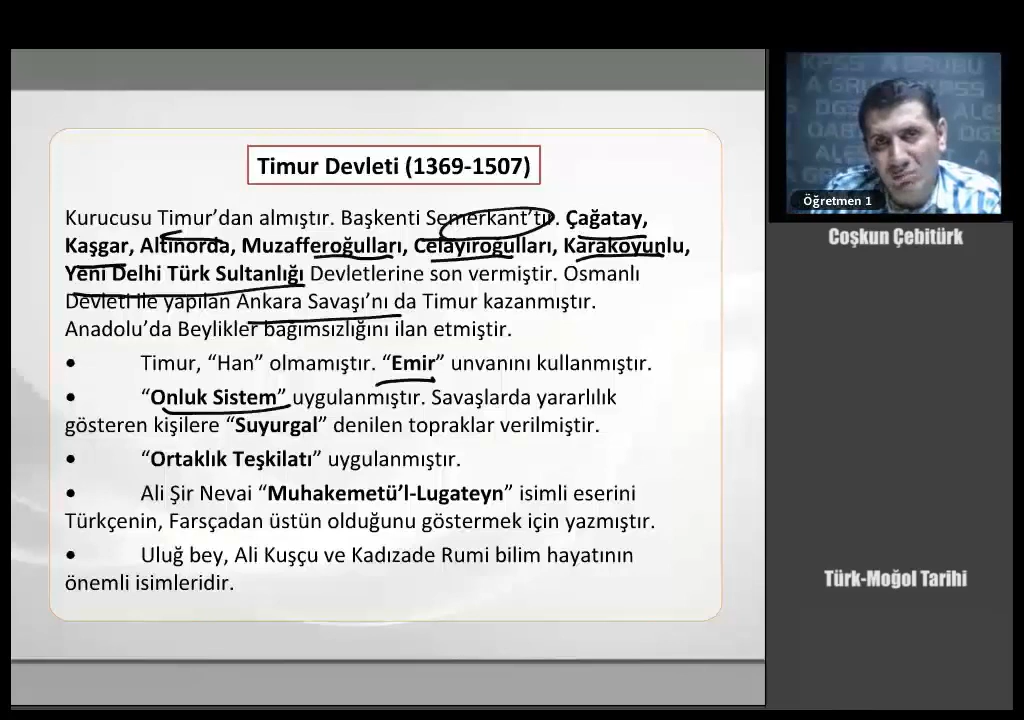 Timur Devleti (1369-1507)
Kurucusu Timur'dan almıştır. Başkenti Semerkant'tır. Çağatay,
Kaşgar, Altınorda, Muzafferoğulları, Celayiroğulları, Karakoyunlu,
Yeni Delhi Türk Sultanlığı Devletlerine son vermiştir. Osmanlı
Devleti ile yapılan Ankara Savaşı'nı da Timur kazanmıştır.
Anadolu'da Beylikler bağımsızlığını ilan etmiştir.
• Timur, “Han” olmamıştır. “Emir” unvanını kullanmıştır.
• “Onluk Sistem” uygulanmıştır. Savaşlarda yararlılık
gösteren kişilere “Suyurgal” denilen topraklar verilmiştir.
• “Ortaklık Teşkilatı” uygulanmıştır.
• Ali Şir Nevai “Muhakemetü'l-Lugateyn” isimli eserini
Türkçenin, Farsçadan üstün olduğunu göstermek için yazmıştır.
• Uluğ bey, Ali Kuşçu ve Kadızade Rumi bilim hayatının
önemli isimleridir.
KPSS A GRUBU
Öğretmen 1
Coşkun Çebitürk
Türk-Moğol Tarihi